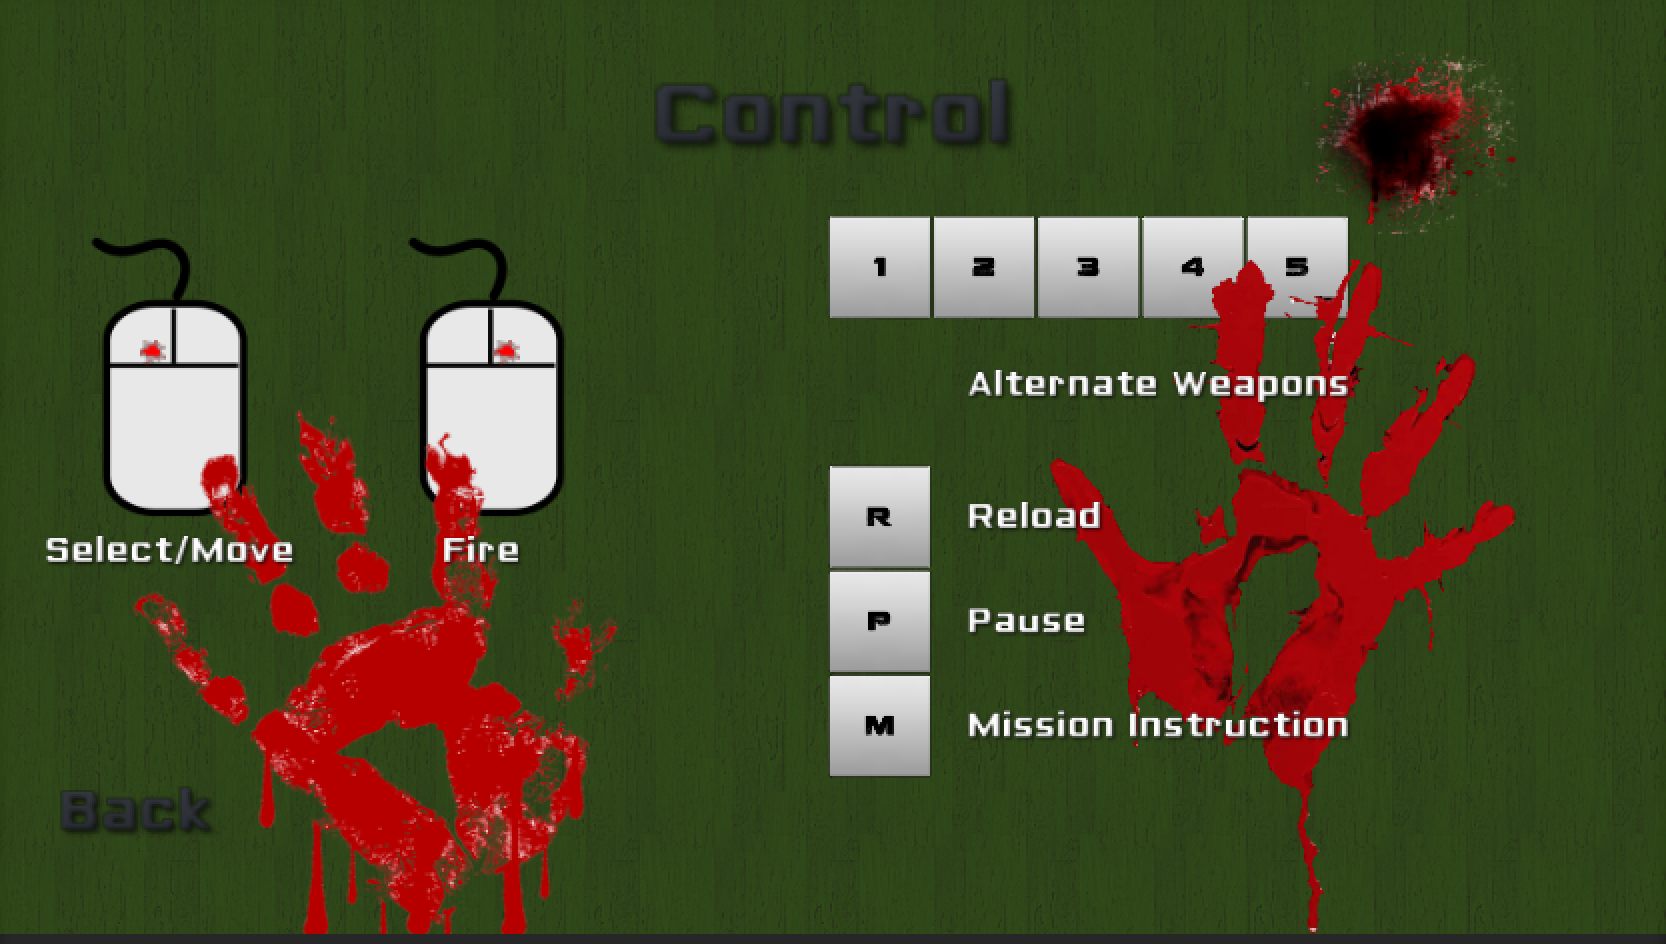 Control
1 2 3 4 5
Alternate Weapons
Select/Move
Fire
R Reload
P Pause
M Mission Instruction
Back